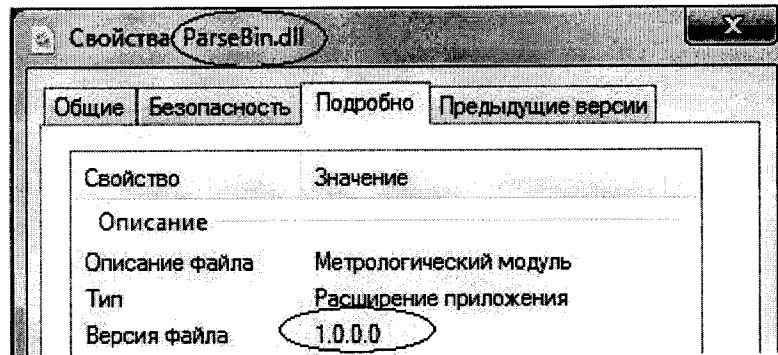 Свойства: ParseBin.dll
X
Общие Безопасность Подробно Предыдущие версии
Свойство Значение
Описание
Описание файла Метрологический модуль
Тип Расширение приложения
Версия файла 1.0.0.0